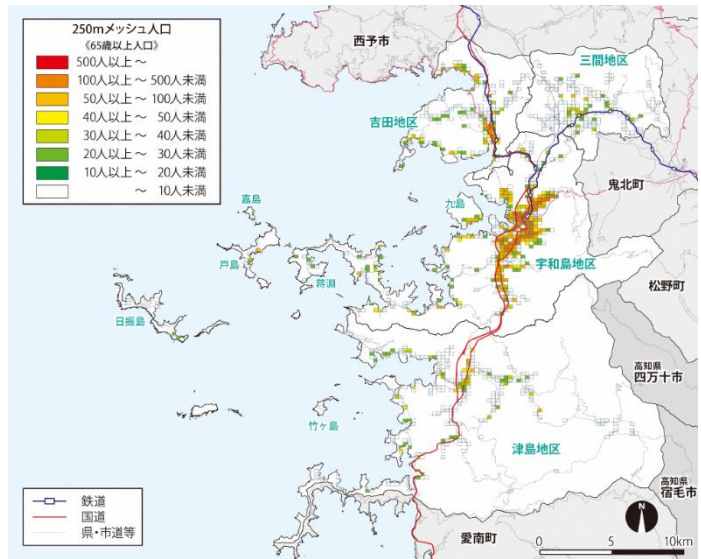 250mメッシュ人口
《65歳以上人口》
500人以上~
100人以上~ 500人未満
50人以上~ 100人未満
40人以上~ 50人未満
30人以上~ 40人未満
20人以上~ 30人未満
10人以上~ 20人未満
~ 10人未満
西予市
三間地区
吉田地区
鬼北町
嘉島
九島
戸島
蒋淵
宇和島地区
日振島
松野町
高知県
四万十市
竹ヶ島
津島地区
高知県
宿毛市
愛南町
鉄道
国道
県・市道等
N
0 5 10km